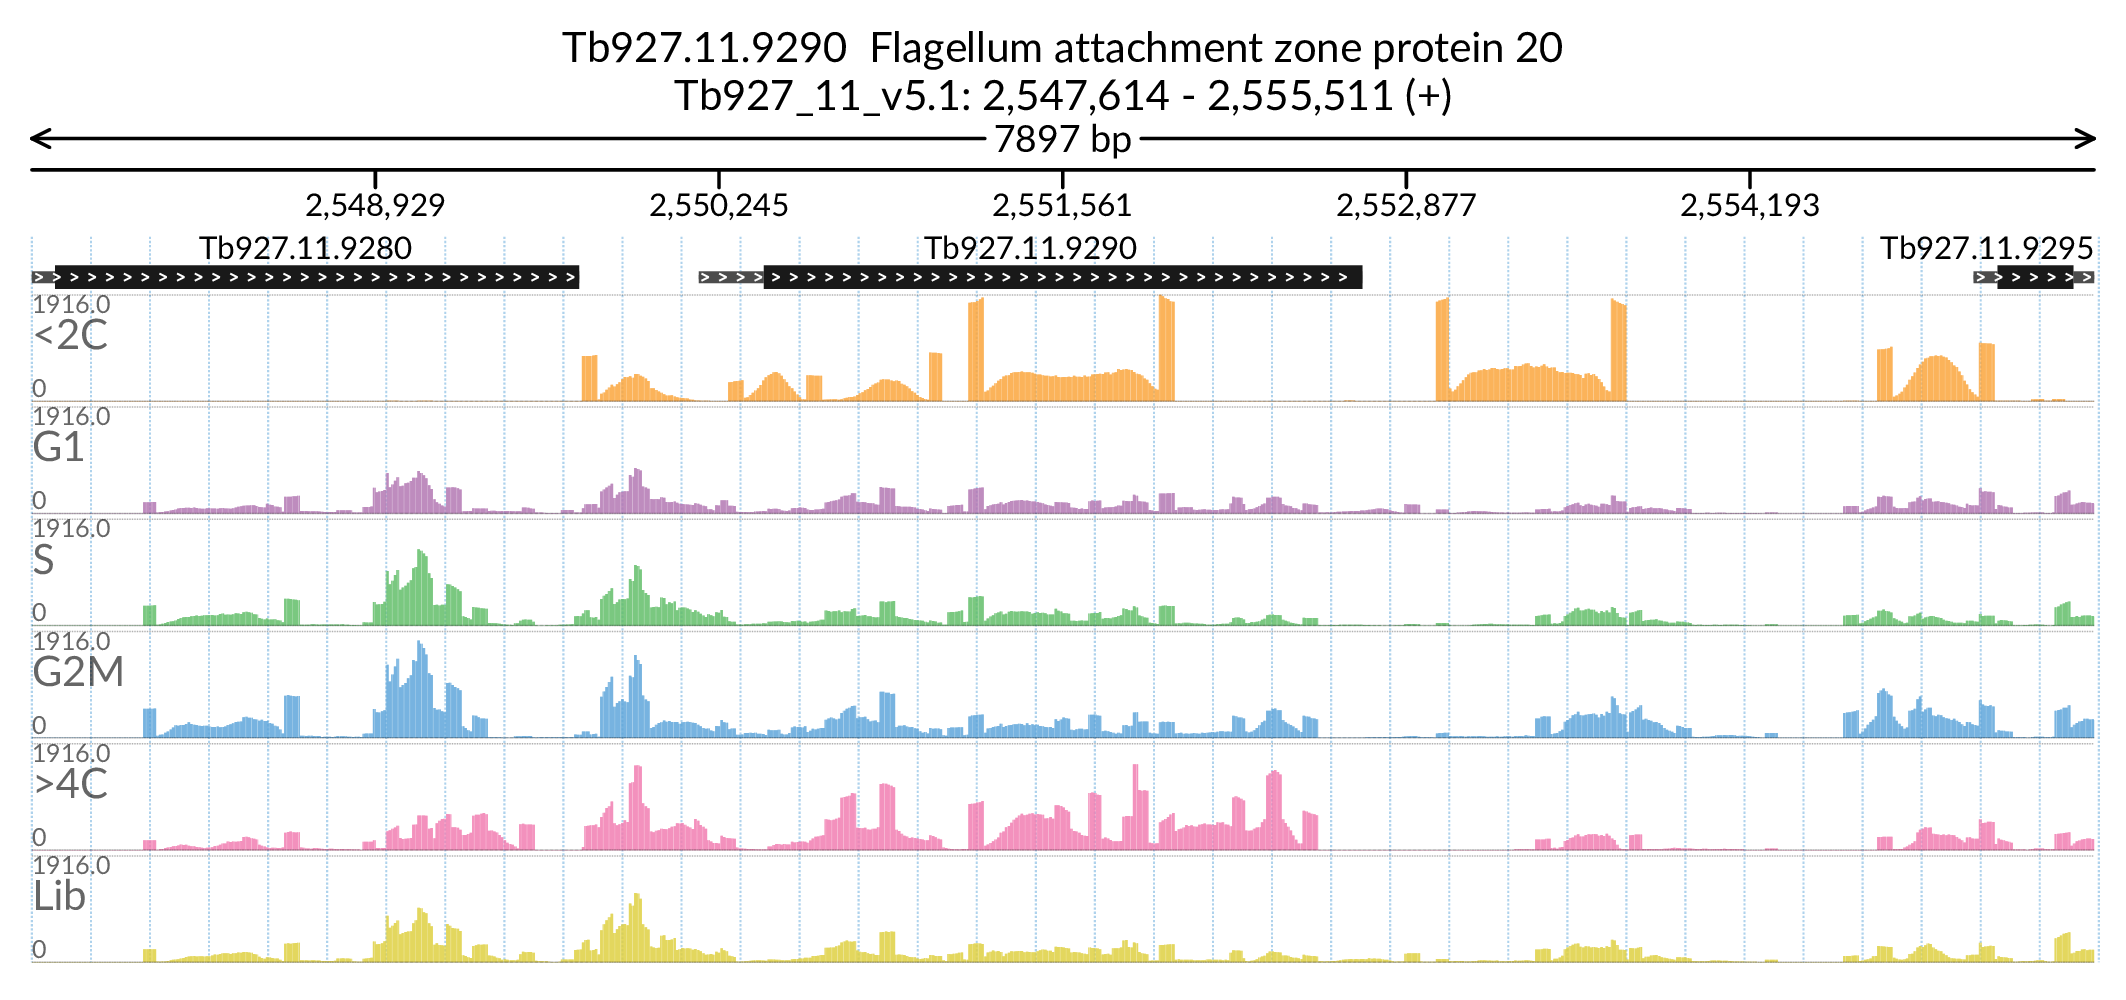 Tb927.11.9290 Flagellum attachment zone protein 20
Tb927_11_v5.1: 2,547,614 - 2,555,511 (+)
7897 bp
2,548,929 2,550,245 2,551,561 2,552,877 2,554,193
Tb927.11.9280 Tb927.11.9290 Tb927.11.9295
1916.0
<2C
0
1916.0
G1
0
1916.0
S
0
1916.0
G2M
0
1916.0
>4C
0
1916.0
Lib
0